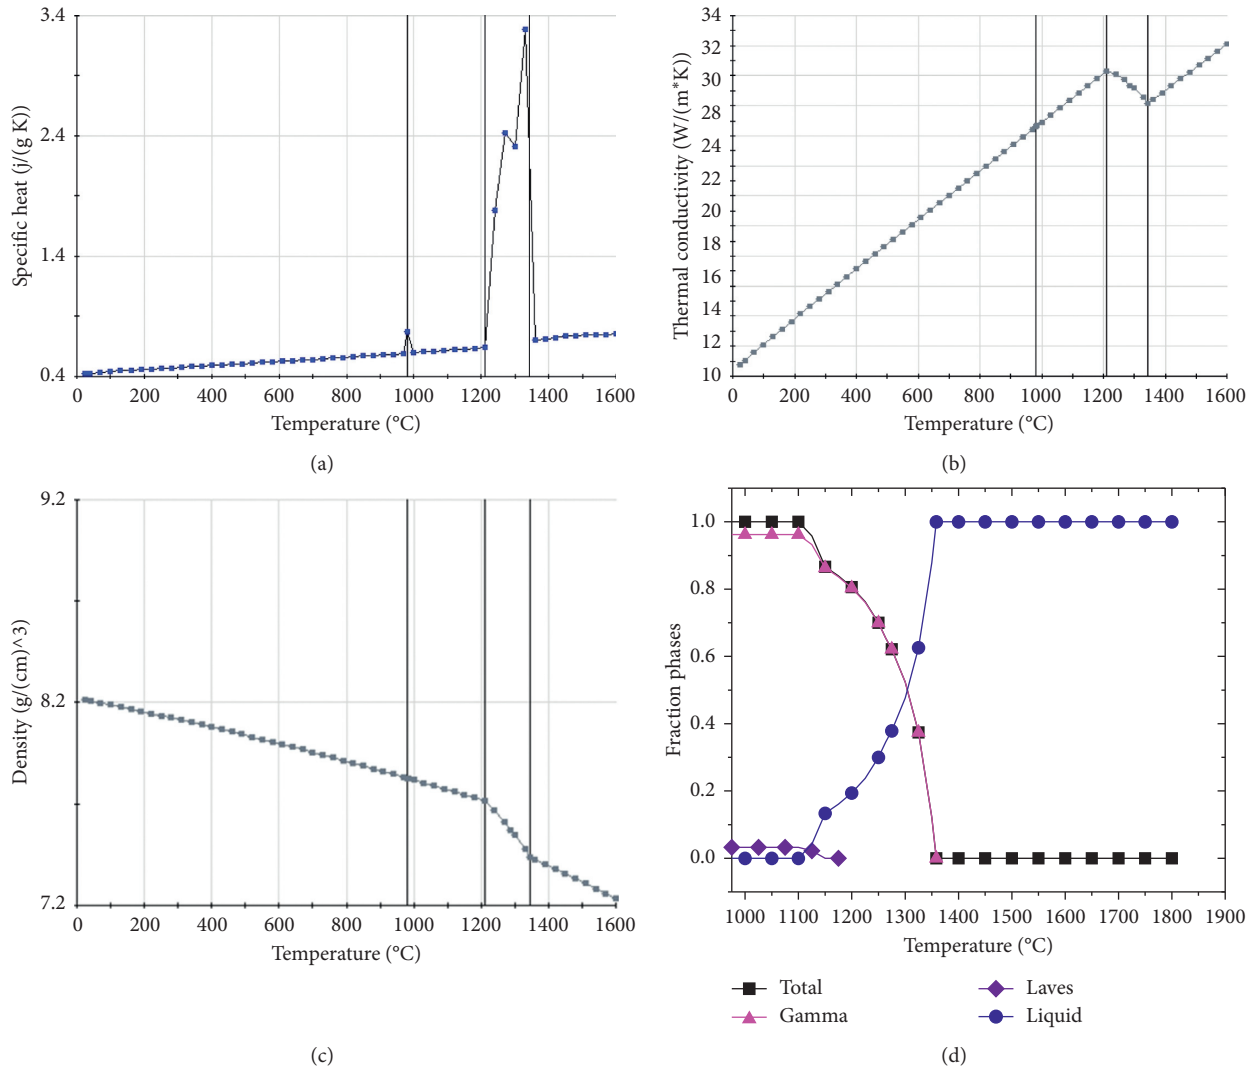 3.4
2.4
1.4
0.4
Specific heat (j/(g K))
0 200 400 600 800 1000 1200 1400 1600
Temperature (°C)
(a)
34
32
30
28
26
24
22
20
18
16
14
12
10
Thermal conductivity (W/(m*K))
0 200 400 600 800 1000 1200 1400 1600
Temperature (°C)
(b)
9.2
8.2
7.2
Density (g/(cm)^3)
0 200 400 600 800 1000 1200 1400 1600
Temperature (°C)
(c)
1.0
0.8
0.6
0.4
0.2
0.0
Fraction phases
1000 1100 1200 1300 1400 1500 1600 1700 1800 1900
Temperature (°C)
Total
Laves
Gamma
Liquid
(d)